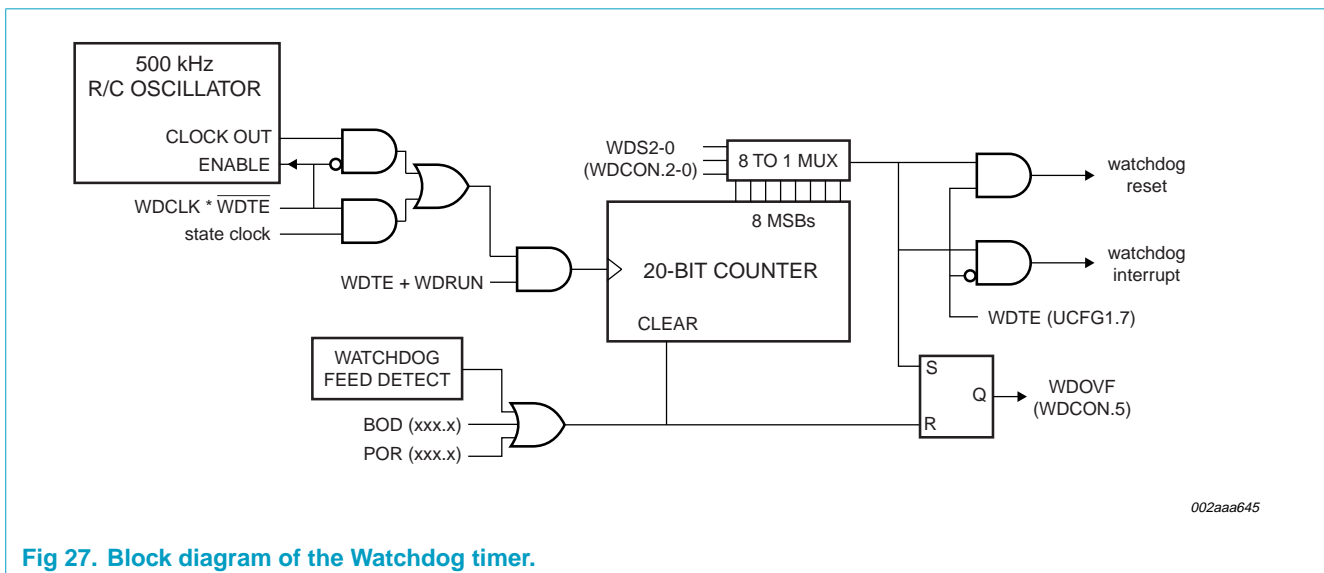 500 kHz
R/C OSCILLATOR
CLOCK OUT
ENABLE
WDCLK * W̅D̅T̅E̅
state clock
WDTE + WDRUN
WDS2-0
(WDCON.2-0)
8 TO 1 MUX
8 MSBs
20-BIT COUNTER
CLEAR
watchdog
reset
watchdog
interrupt
WDTE (UCFG1.7)
WATCHDOG
FEED DETECT
BOD (xxx.x)
POR (xxx.x)
S
Q
R
WDOVF
(WDCON.5)
002aaa645
Fig 27. Block diagram of the Watchdog timer.